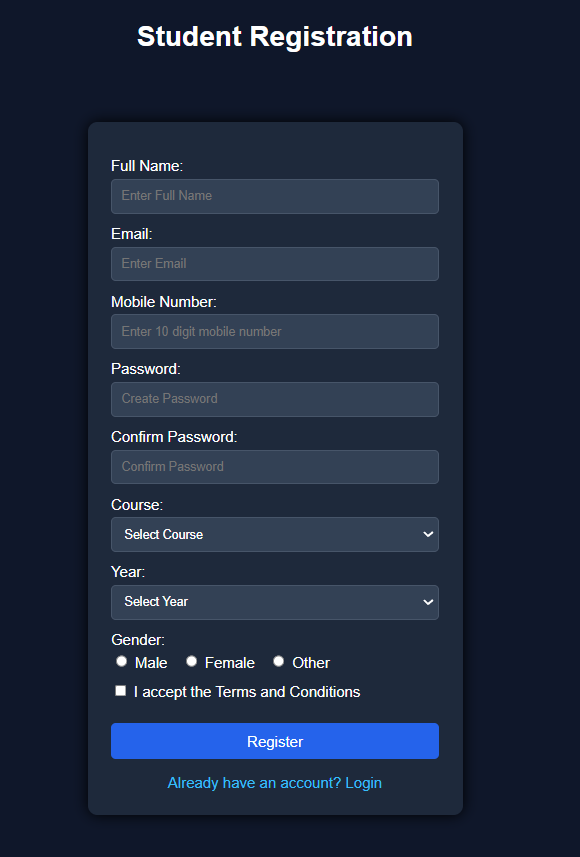 Student Registration
Full Name:
Enter Full Name
Email:
Enter Email
Mobile Number:
Enter 10 digit mobile number
Password:
Create Password
Confirm Password:
Confirm Password
Course:
Select Course
Year:
Select Year
Gender:
Male Female Other
I accept the Terms and Conditions
Register
Already have an account? Login